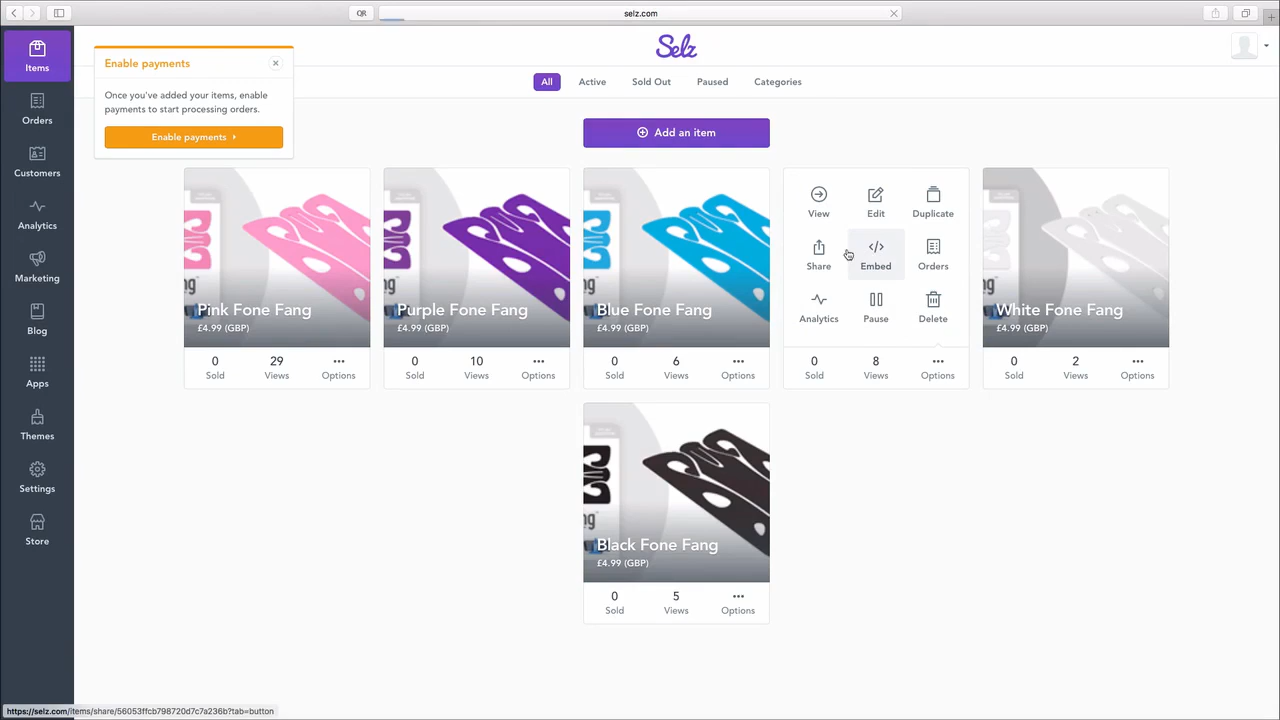 QR
selz.com
Items
Orders
Customers
Analytics
Marketing
Blog
Apps
Themes
Settings
Store
Enable payments
Once you've added your items, enable
payments to start processing orders.
Enable payments
Selz
All Active Sold Out Paused Categories
Add an item
Pink Fone Fang
£4.99 (GBP)
0 29 •••
Sold Views Options
Purple Fone Fang
£4.99 (GBP)
0 10 •••
Sold Views Options
Blue Fone Fang
£4.99 (GBP)
0 6 •••
Sold Views Options
View Edit Duplicate
Share Embed Orders
Analytics Pause Delete
0 8 •••
Sold Views Options
White Fone Fang
£4.99 (GBP)
0 2 •••
Sold Views Options
Black Fone Fang
£4.99 (GBP)
0 5 •••
Sold Views Options
https://selz.com/items/share/56053ffcb798720d7c7a236b?tab=button